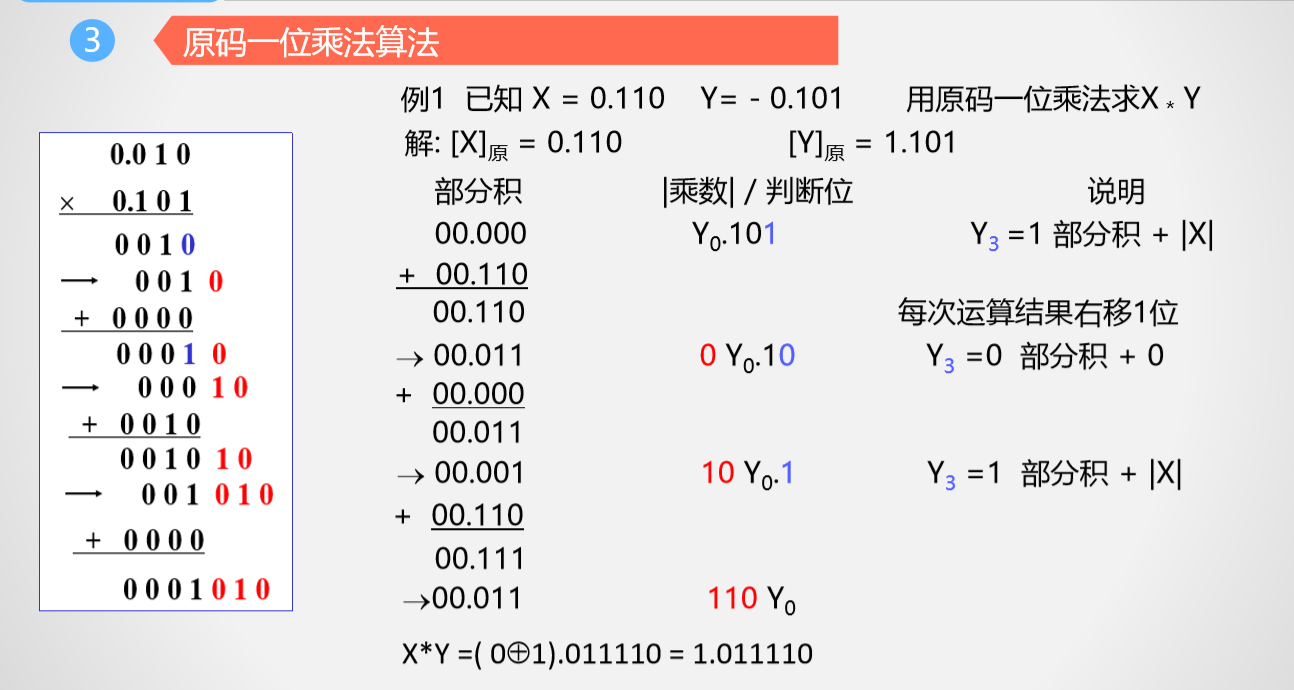 3 原码一位乘法算法
例1 已知 X = 0.110 Y= - 0.101 用原码一位乘法求X * Y
解: [X]原 = 0.110 [Y]原 = 1.101
部分积 |乘数| / 判断位 说明
00.000 Y0.101 Y3 =1 部分积 + |X|
+ 00.110
00.110 每次运算结果右移1位
→ 00.011 0 Y0.10 Y3 =0 部分积 + 0
+ 00.000
00.011
→ 00.001 10 Y0.1 Y3 =1 部分积 + |X|
+ 00.110
00.111
→00.011 110 Y0
X*Y =( 0⊕1).011110 = 1.011110
0.0 1 0
× 0.1 0 1
0 0 1 0
→ 0 0 1 0
+ 0 0 0 0
0 0 0 1 0
→ 0 0 0 1 0
+ 0 0 1 0
0 0 1 0 1 0
→ 0 0 1 0 1 0
+ 0 0 0 0
0 0 0 1 0 1 0